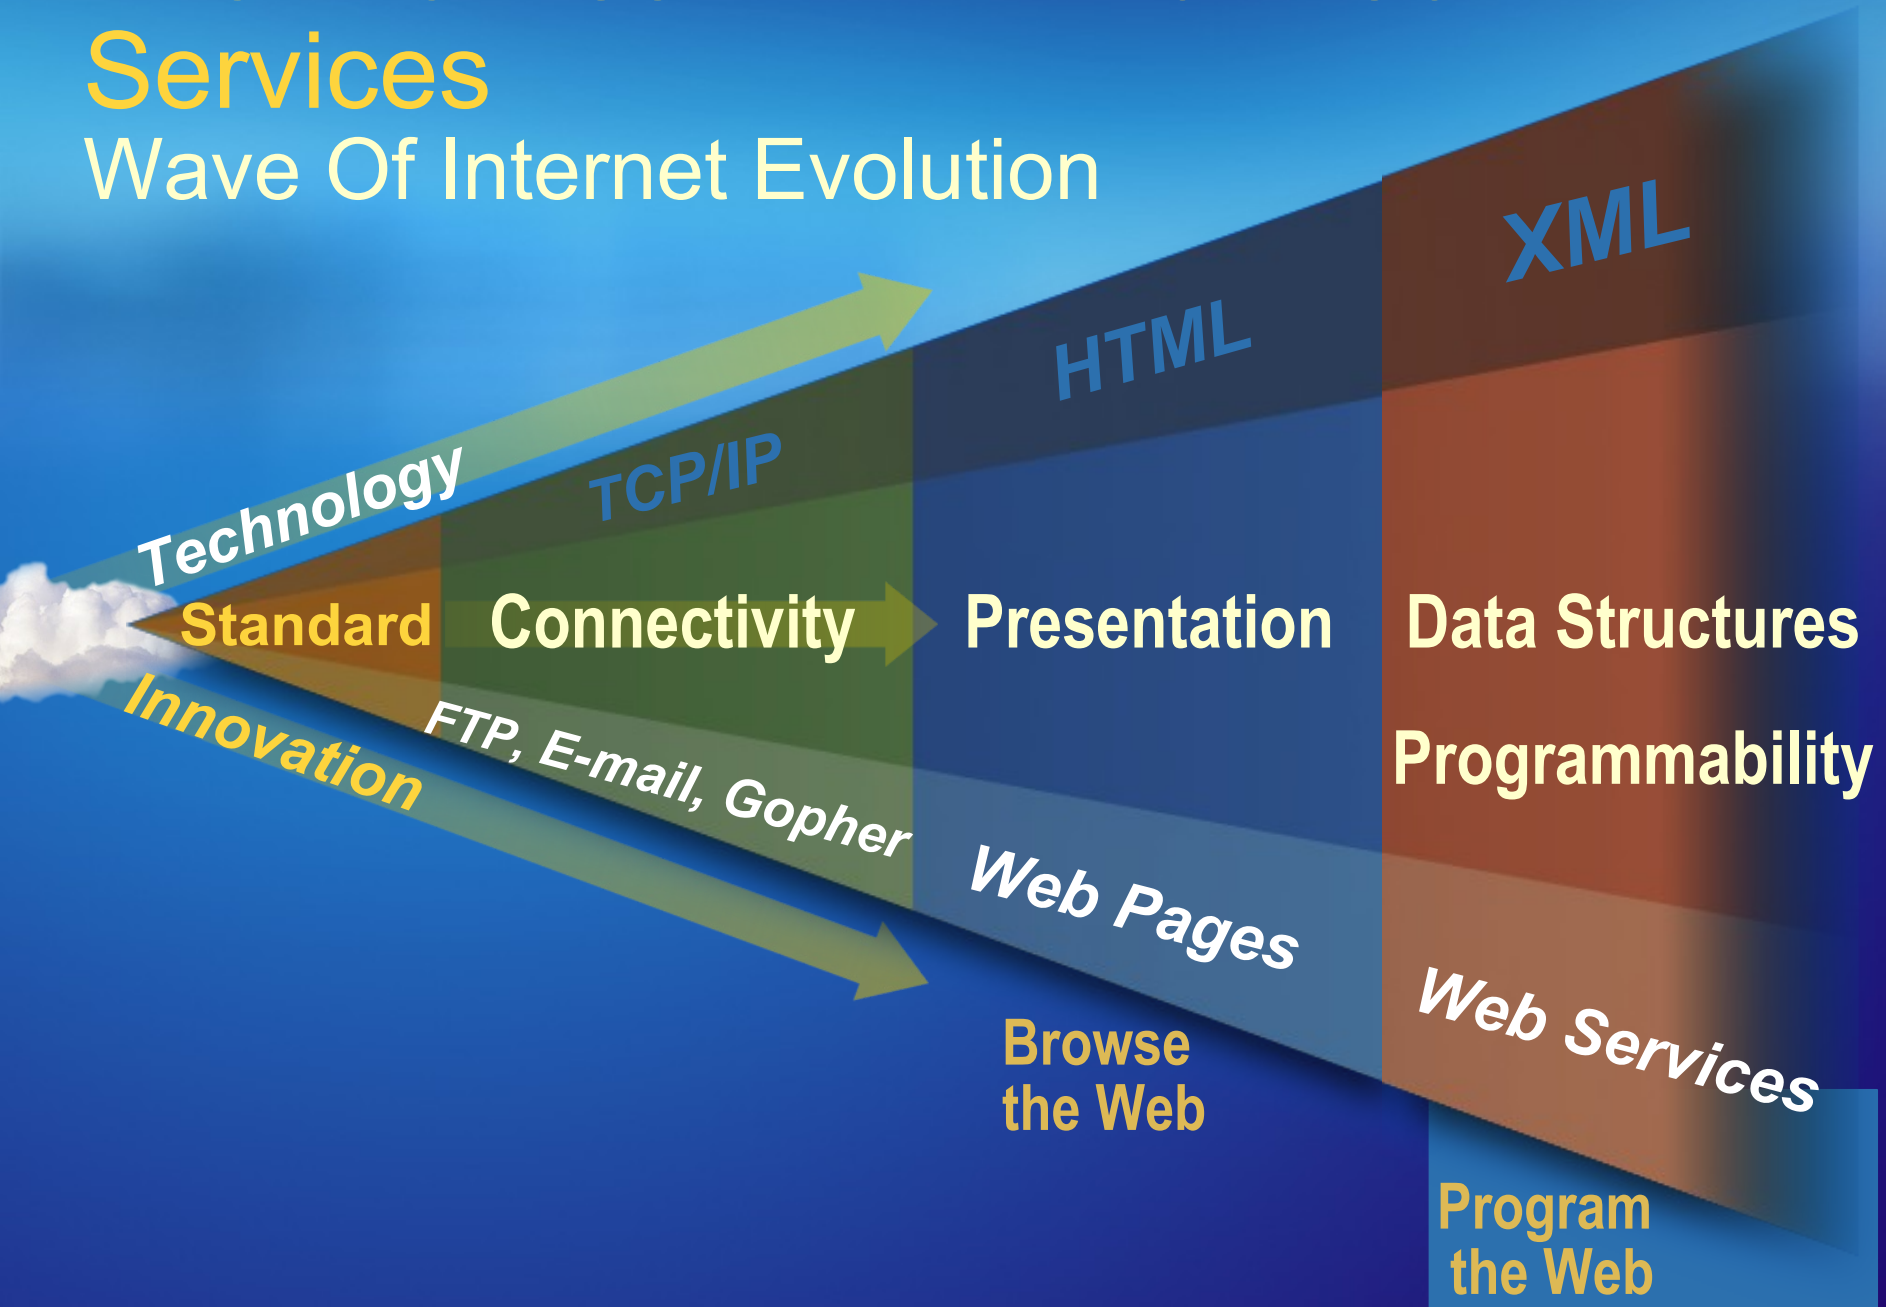 Services
Wave Of Internet Evolution
XML
HTML
TCP/IP
Technology
Standard
Connectivity
Presentation
Data Structures
Programmability
Innovation
FTP, E-mail, Gopher
Web Pages
Web Services
Browse
the Web
Program
the Web